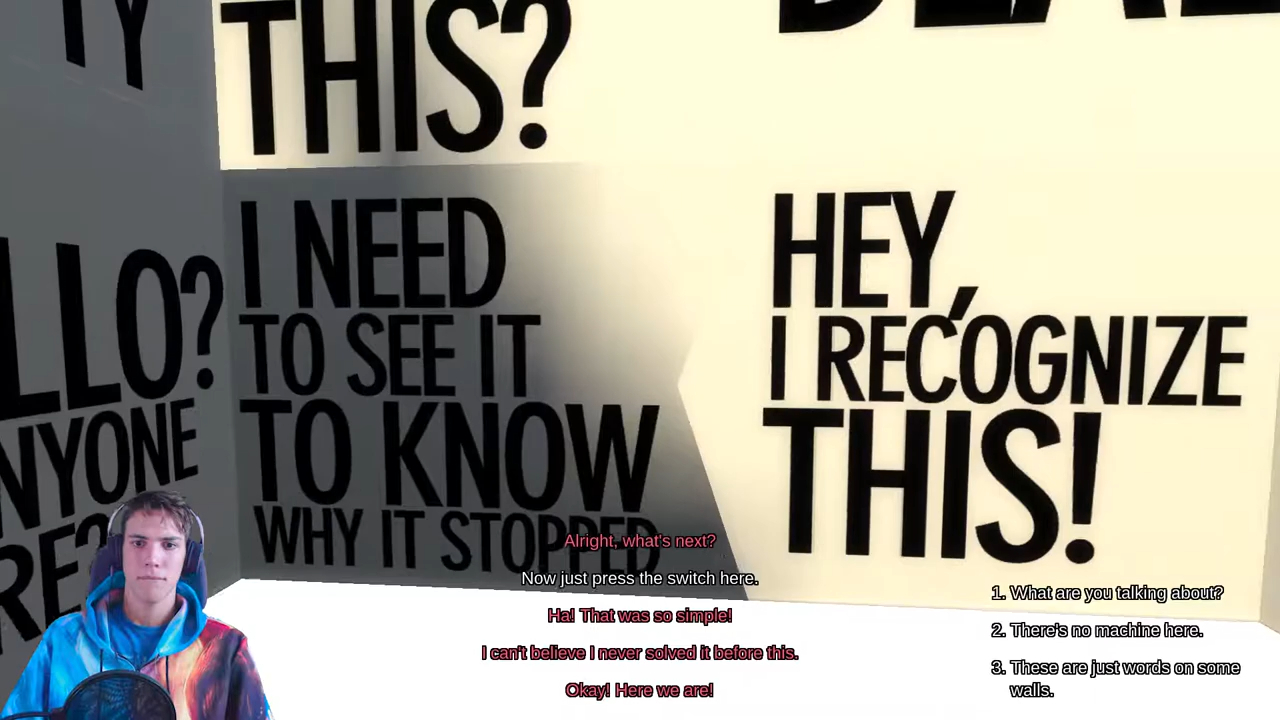 TY
THIS?
LLO?
NYONE
RE?
I NEED
TO SEE IT
TO KNOW
WHY IT STOPPED
HEY,
I RECOGNIZE
THIS!
Alright, what's next?
Now just press the switch here.
Ha! That was so simple!
I can't believe I never solved it before this.
Okay! Here we are!
1. What are you talking about?
2. There's no machine here.
3. These are just words on some
walls.